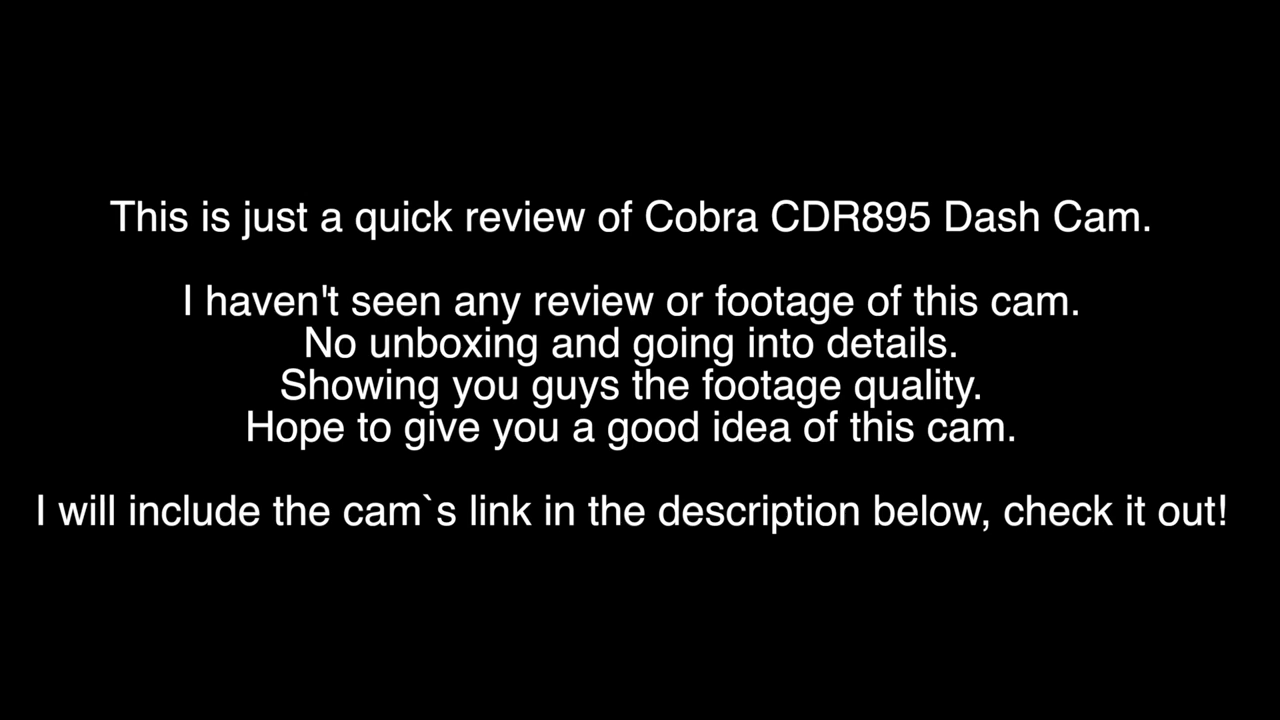 This is just a quick review of Cobra CDR895 Dash Cam.
I haven't seen any review or footage of this cam.
No unboxing and going into details.
Showing you guys the footage quality.
Hope to give you a good idea of this cam.
I will include the cam`s link in the description below, check it out!